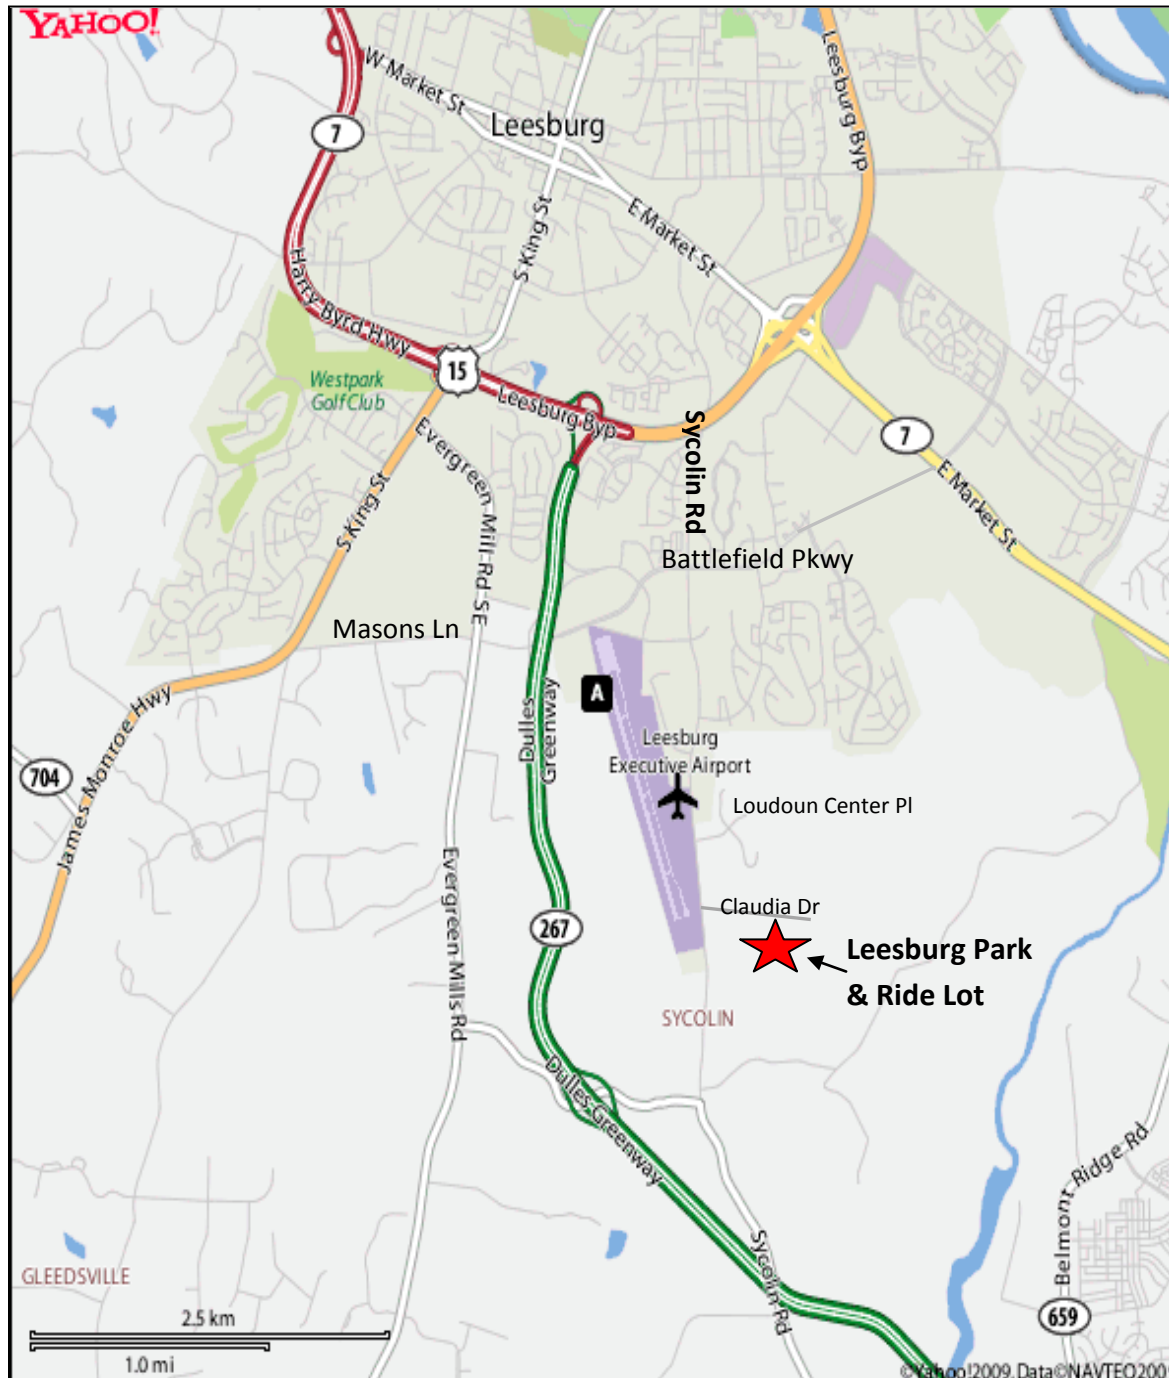 YAHOO!
W Market St
Leesburg
Leesburg Byp
7
E Market St
S King St
Harry Byrd Hwy
15
Westpark
Golf Club
Leesburg Byp
Evergreen Mill Rd SE
Sycolin Rd
7
E Market St
S King St
Battlefield Pkwy
Masons Ln
A
Dulles
Greenway
Leesburg
Executive Airport
James Monroe Hwy
704
Loudoun Center Pl
Evergreen Mills Rd
Claudia Dr
267
Leesburg Park
& Ride Lot
SYCOLIN
Dulles Greenway
Belmont Ridge Rd
Sycolin Rd
GLEEDSVILLE
659
2.5 km
1.0 mi
©Yahoo!2009, Data©NAVTEQ2009